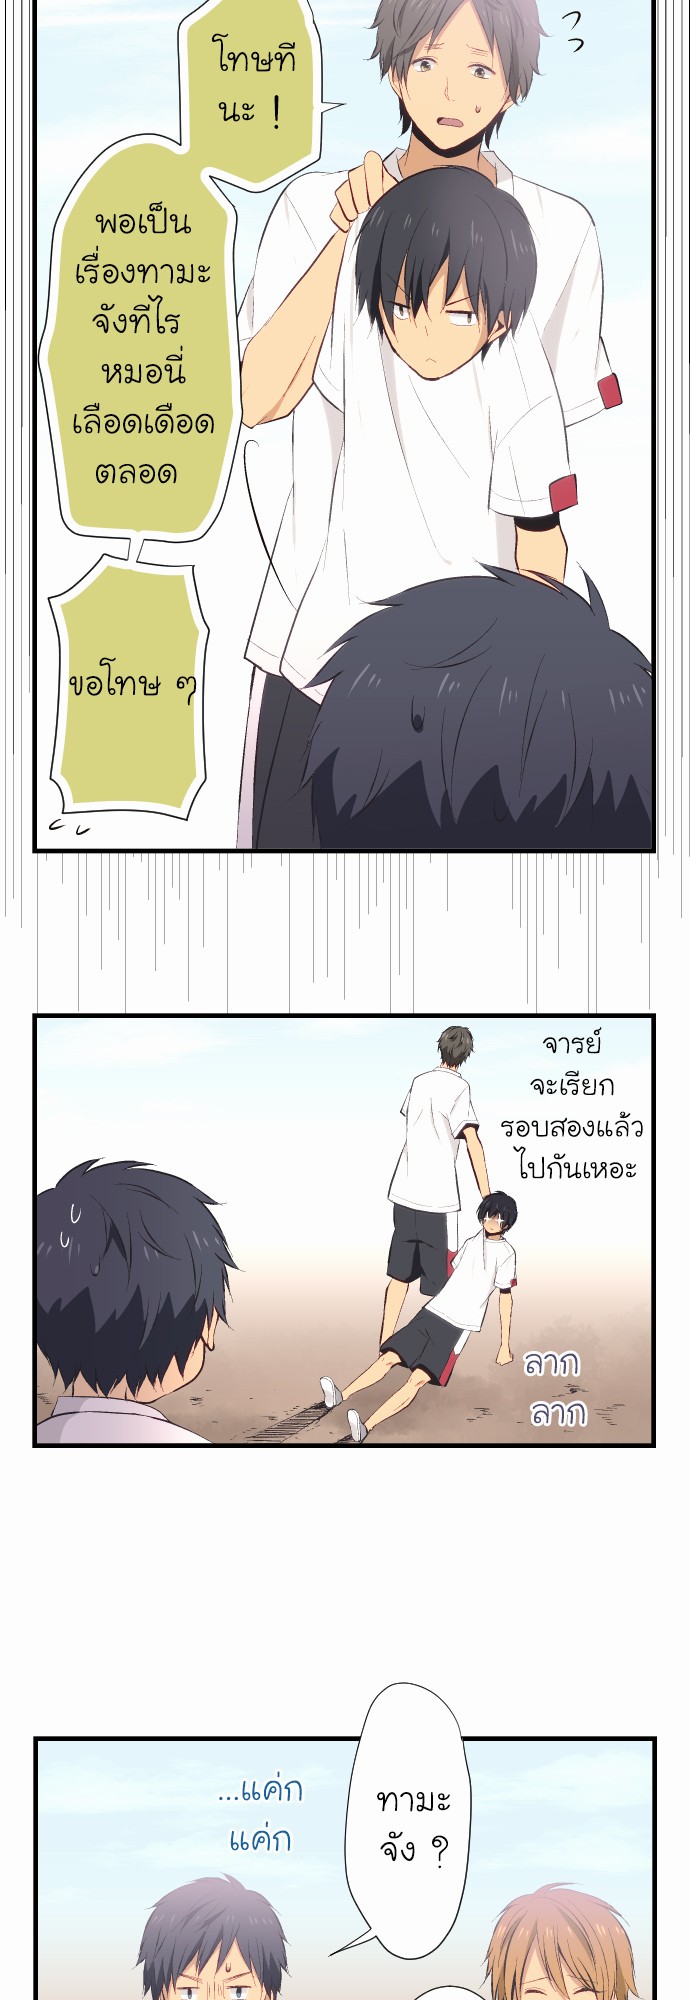 โทษที
นะ !
พอเป็น
เรื่องทามะ
จังทีไร
หมอนี่
เลือดเดือด
ตลอด
ขอโทษ ๆ
จารย์
จะเรียก
รอบสองแล้ว
ไปกันเหอะ
ลาก
ลาก
...แค่ก
แค่ก
ทามะ
จัง ?